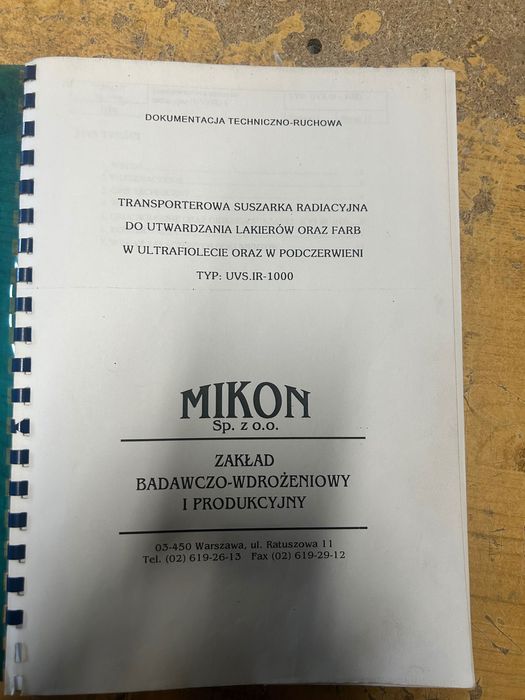 DOKUMENTACJA TECHNICZNO-RUCHOWA
TRANSPORTEROWA SUSZARKA RADIACYJNA
DO UTWARDZANIA LAKIERÓW ORAZ FARB
W ULTRAFIOLECIE ORAZ W PODCZERWIENI
TYP: UVS.IR-1000
MIKON
Sp. z o.o.
ZAKŁAD
BADAWCZO-WDROŻENIOWY
I PRODUKCYJNY
03-450 Warszawa, ul. Ratuszowa 11
Tel. (02) 619-26-13 Fax (02) 619-29-12